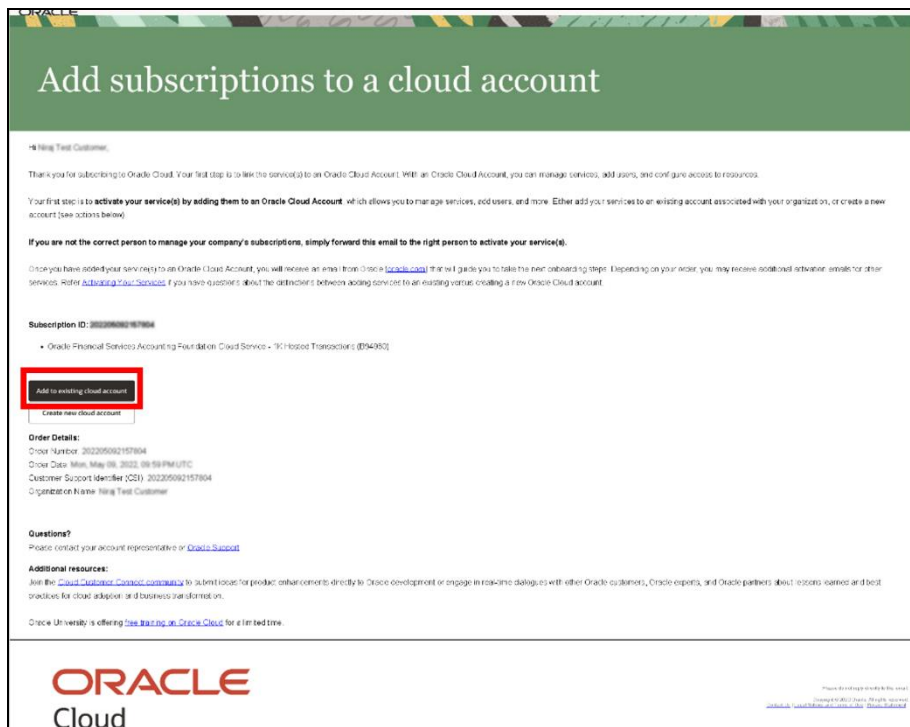 ORACLE
Add subscriptions to a cloud account
Hi Niraj Test Customer,
Thank you for subscribing to Oracle Cloud. Your first step is to link the service(s) to an Oracle Cloud Account. With an Oracle Cloud Account, you can manage services, add users, and configure access to resources.
Your first step is to activate your service(s) by adding them to an Oracle Cloud Account, which allows you to manage services, add users, and more. Either add your services to an existing account associated with your organization, or create a new
account (see options below)
If you are not the correct person to manage your company's subscriptions, simply forward this email to the right person to activate your service(s).
Once you have added your service(s) to an Oracle Cloud Account, you will receive an email from Oracle [oracle.com] that will guide you to take the next onboarding steps. Depending on your order, you may receive additional activation emails for other
services. Refer Activating Your Services if you have questions about the distinctions between adding services to an existing versus creating a new Oracle Cloud account.
Subscription ID: 202205092157804
• Oracle Financial Services Accounting Foundation Cloud Service - 1K Hosted Transactions (B94980)
Add to existing cloud account
Create new cloud account
Order Details:
Order Number: 202205092157804
Order Date: Mon, May 09, 2022, 09:59 PM UTC
Customer Support Identifier (CSI): 202205092157804
Organization Name: Niraj Test Customer
Questions?
Please contact your account representative or Oracle Support
Additional resources:
Join the Cloud Customer Connect community to submit ideas for product enhancements directly to Oracle development or engage in real-time dialogues with other Oracle customers, Oracle experts, and Oracle partners about lessons learned and best
practices for cloud adoption and business transformation.
Oracle University is offering free training on Oracle Cloud for a limited time.
ORACLE
Cloud